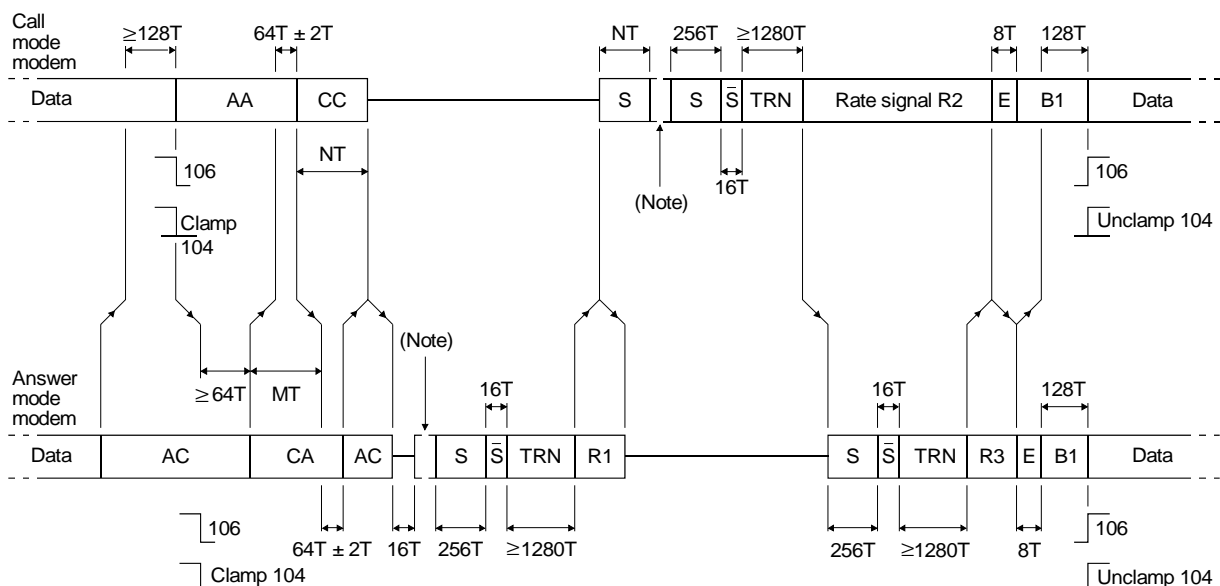 Call
mode
modem
≥128T
64T ± 2T
NT
256T
≥1280T
8T
128T
Data
AA
CC
S
S
S̅
TRN
Rate signal R2
E
B1
Data
NT
16T
106
(Note)
106
Clamp
104
Unclamp 104
(Note)
Answer
mode
modem
≥64T
MT
16T
16T
128T
Data
AC
CA
AC
S
S̅
TRN
R1
S
S̅
TRN
R3
E
B1
Data
106
64T ± 2T
16T
256T
≥1280T
256T
≥1280T
8T
106
Clamp 104
Unclamp 104